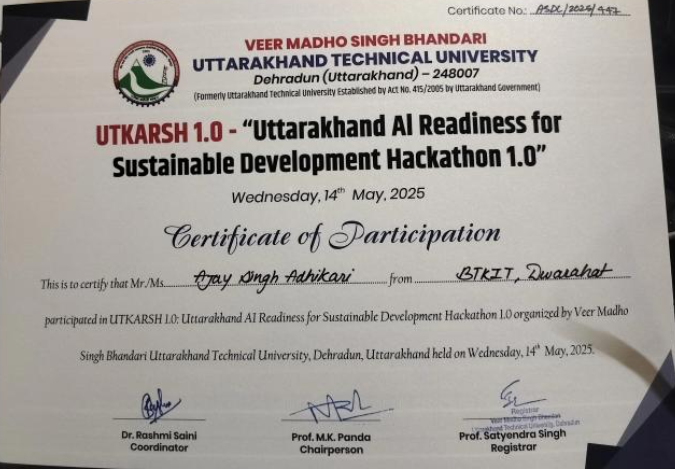 Certificate No.: ASDC/2025/447
VEER MADHO SINGH BHANDARI
UTTARAKHAND TECHNICAL UNIVERSITY
Dehradun (Uttarakhand) – 248007
(Formerly Uttarakhand Technical University Established by Act No. 415/2005 by Uttarakhand Government)
UTKARSH 1.0 - “Uttarakhand AI Readiness for
Sustainable Development Hackathon 1.0”
Wednesday, 14th May, 2025
Certificate of Participation
This is to certify that Mr./Ms. Ajay Singh Adhikari from BTKIT, Dwarahat
participated in UTKARSH 1.0: Uttarakhand AI Readiness for Sustainable Development Hackathon 1.0 organized by Veer Madho
Singh Bhandari Uttarakhand Technical University, Dehradun, Uttarakhand held on Wednesday, 14th May, 2025.
Registrar
Veer Madho Singh Bhandari
Uttarakhand Technical University, Dehradun
Dr. Rashmi Saini
Coordinator
Prof. M.K. Panda
Chairperson
Prof. Satyendra Singh
Registrar